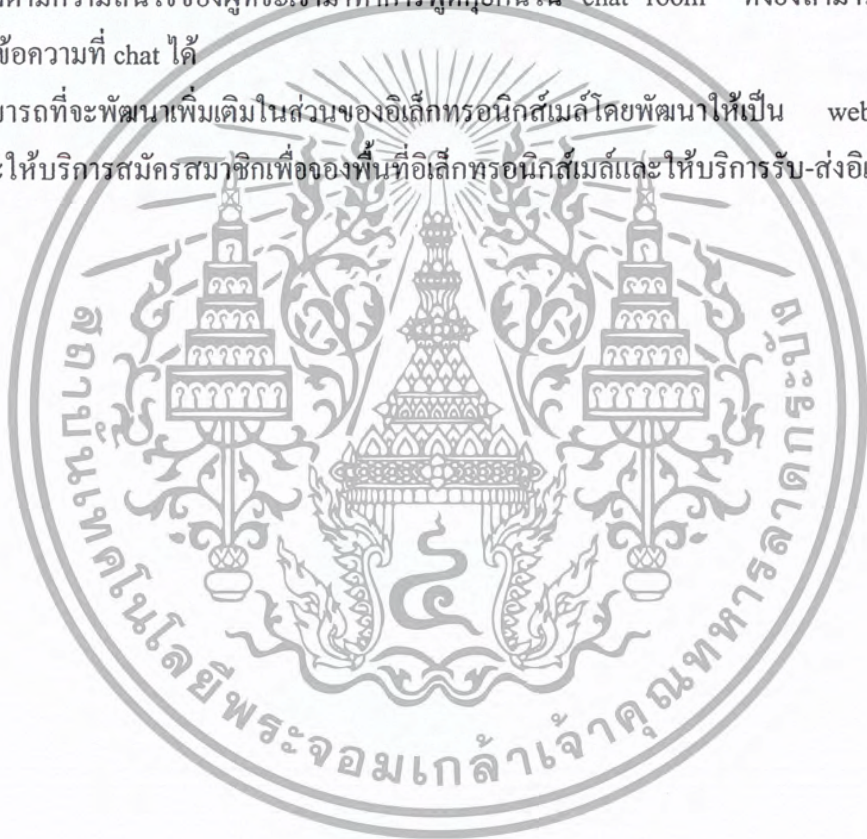 ความสนใจของผู้ที่จะเข้ามาทำการพูดคุยกันใน chat room
ข้อความที่ chat ได้
ารถที่จะพัฒนาเพิ่มเติมในส่วนของอิเล็กทรอนิกส์เมล์โดยพัฒนาให้เป็น web
ะให้บริการสมัครสมาชิกเพื่อจองพื้นที่อิเล็กทรอนิกส์เมล์และให้บริการรับ-ส่งอิเ
สถาบันเทคโนโลยีพระจอมเกล้าเจ้าคุณทหารลาดกระบัง